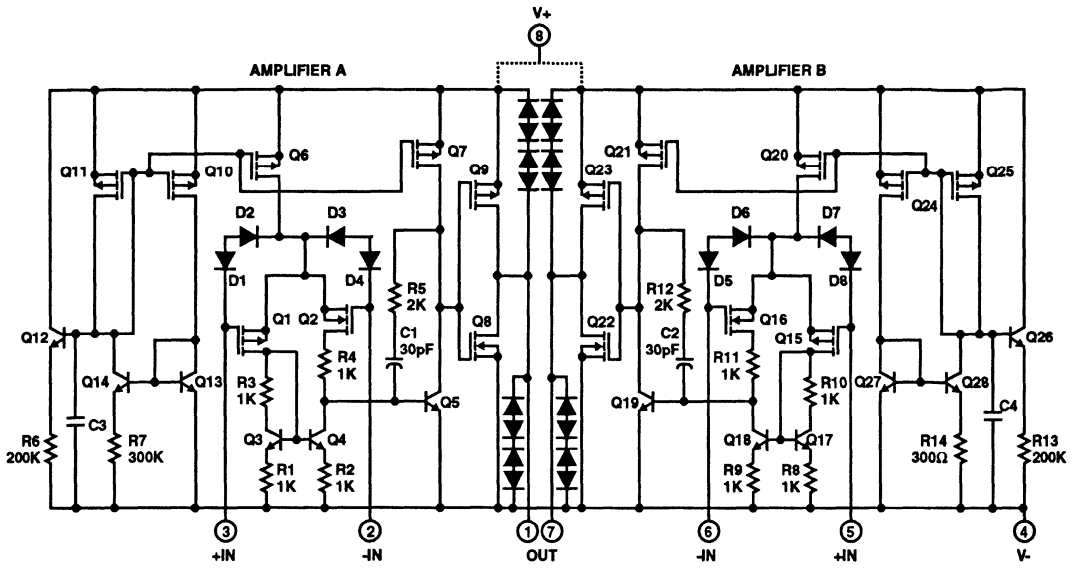 V+
8
AMPLIFIER A
AMPLIFIER B
Q11
Q10
Q6
Q7
Q9
Q23
Q21
Q20
Q24
Q25
D2
D3
D6
D7
D1
D4
D5
D8
R5
2K
R12
2K
Q1
Q2
Q16
Q15
Q12
C1
30pF
Q8
Q22
C2
30pF
Q26
R4
1K
R11
1K
Q14
Q13
R3
1K
R10
1K
Q27
Q28
Q5
Q19
C3
C4
R6
200K
R7
300K
Q3
Q4
Q18
Q17
R14
300Ω
R13
200K
R1
1K
R2
1K
R9
1K
R8
1K
3
2
1
7
6
5
4
+IN
-IN
OUT
-IN
+IN
V-